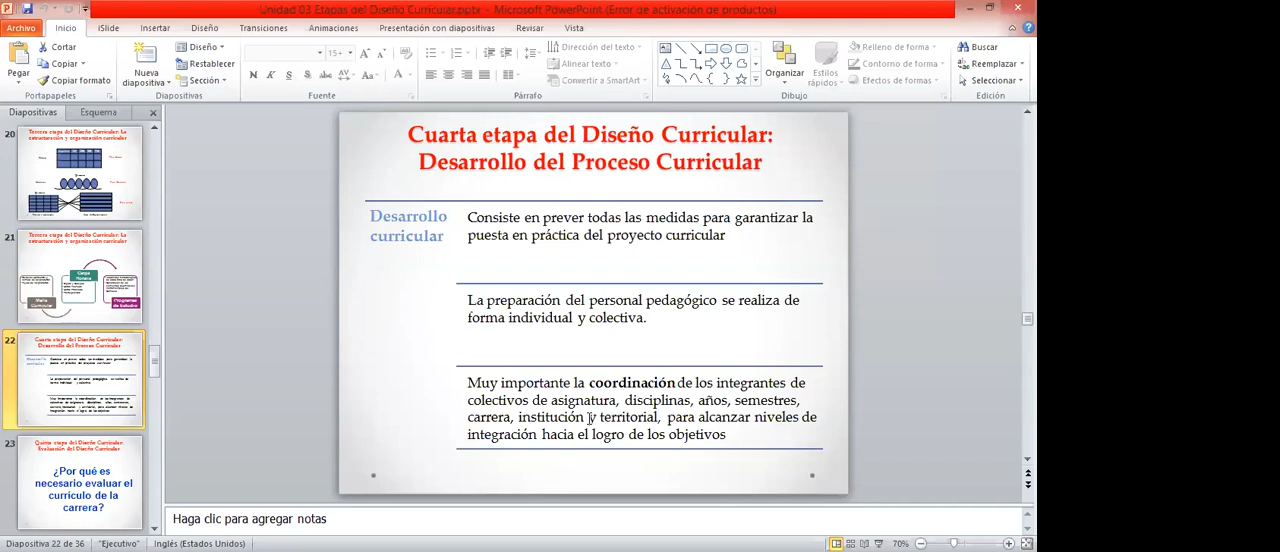 Unidad 03 Etapas del Diseño Curricular.pptx - Microsoft PowerPoint (Error de activación de productos)
Archivo Inicio iSlide Insertar Diseño Transiciones Animaciones Presentación con diapositivas Revisar Vista
Pegar
Cortar
Copiar
Copiar formato
Portapapeles
Nueva
diapositiva
Diseño
Restablecer
Sección
Diapositivas
15+
N K S S abc AV Aa A
Fuente
Dirección del texto
Alinear texto
Convertir a SmartArt
Párrafo
Organizar
Estilos
rápidos
Relleno de forma
Contorno de forma
Efectos de formas
Dibujo
Buscar
Reemplazar
Seleccionar
Edición
Diapositivas Esquema
20
Tercera etapa del Diseño Curricular: La
estructuración y organización curricular
21
Tercera etapa del Diseño Curricular: La
estructuración y organización curricular
Malla
Curricular
Programas
de Estudio
22
Cuarta etapa del Diseño Curricular:
Desarrollo del Proceso Curricular
23
Quinta etapa del Diseño Curricular:
Evaluación del Diseño Curricular
¿Por qué es
necesario evaluar el
currículo de la
carrera?
Cuarta etapa del Diseño Curricular:
Desarrollo del Proceso Curricular
Desarrollo
curricular
Consiste en prever todas las medidas para garantizar la
puesta en práctica del proyecto curricular
La preparación del personal pedagógico se realiza de
forma individual y colectiva.
Muy importante la coordinación de los integrantes de
colectivos de asignatura, disciplinas, años, semestres,
carrera, institución y territorial, para alcanzar niveles de
integración hacia el logro de los objetivos
Haga clic para agregar notas
Diapositiva 22 de 36 "Ejecutivo" Inglés (Estados Unidos) 70%